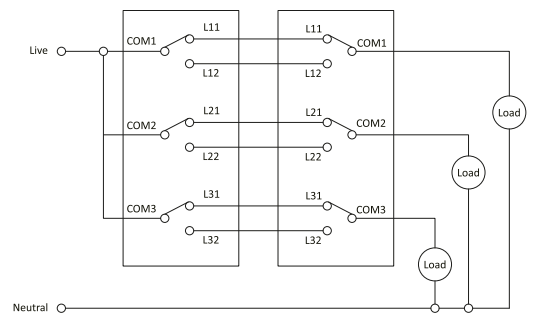 L11 L11
COM1 COM1
Live
L12 L12
L21 L21
Load
COM2 COM2
L22 L22
Load
L31 L31
COM3 COM3
L32 L32
Load
Neutral